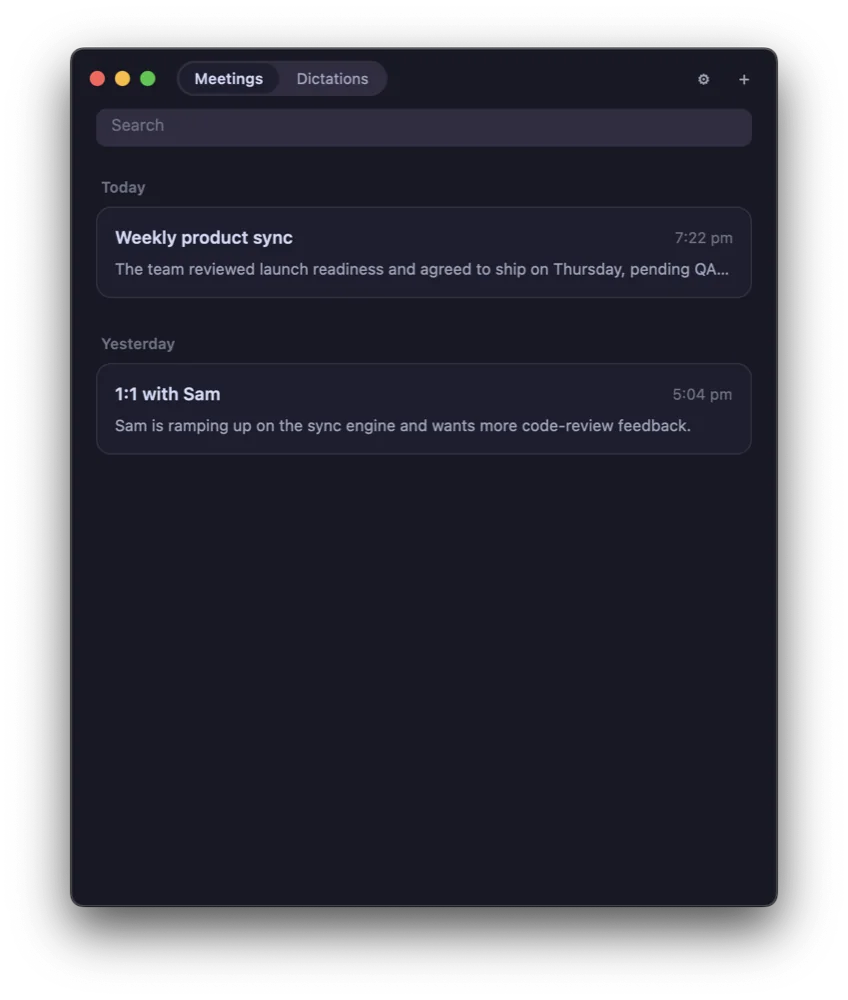 Meetings Dictations ⚙ +
Search
Today
Weekly product sync 7:22 pm
The team reviewed launch readiness and agreed to ship on Thursday, pending QA...
Yesterday
1:1 with Sam 5:04 pm
Sam is ramping up on the sync engine and wants more code-review feedback.